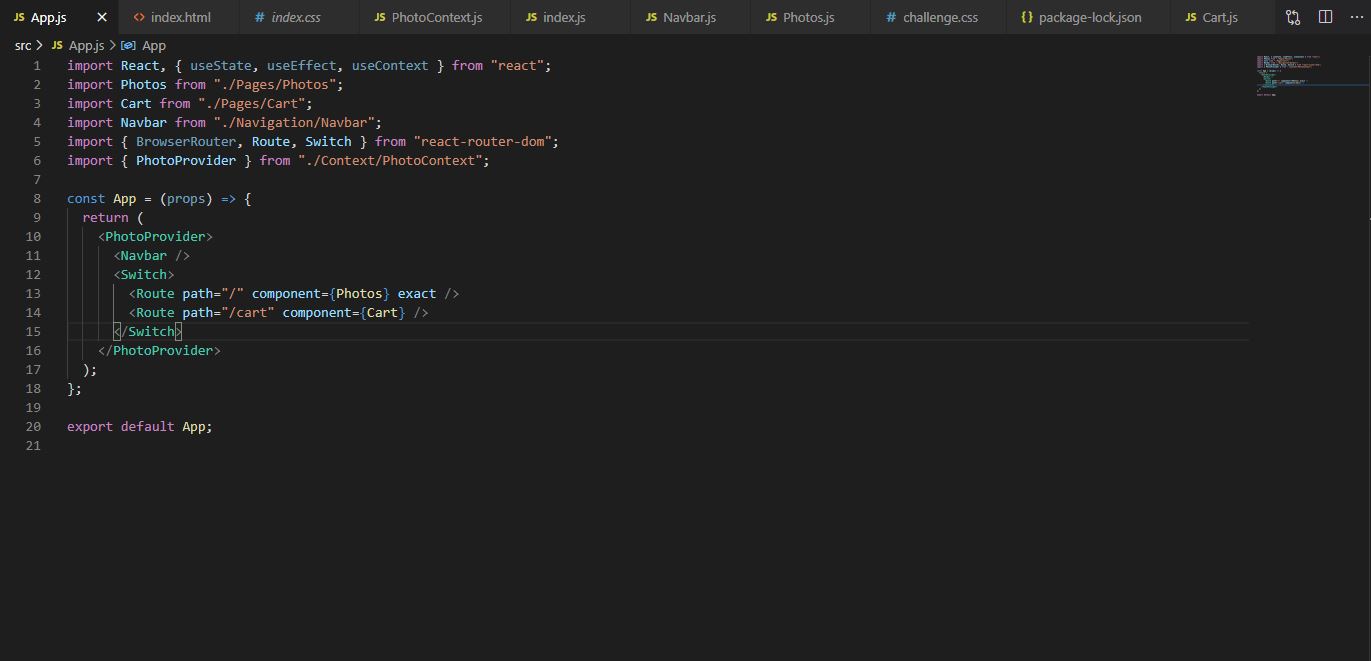 JS App.js × <> index.html # index.css JS PhotoContext.js JS index.js JS Navbar.js JS Photos.js # challenge.css {} package-lock.json JS Cart.js ...
src > JS App.js > App
1 import React, { useState, useEffect, useContext } from "react";
2 import Photos from "./Pages/Photos";
3 import Cart from "./Pages/Cart";
4 import Navbar from "./Navigation/Navbar";
5 import { BrowserRouter, Route, Switch } from "react-router-dom";
6 import { PhotoProvider } from "./Context/PhotoContext";
7
8 const App = (props) => {
9   return (
10     <PhotoProvider>
11       <Navbar />
12       <Switch>
13         <Route path="/" component={Photos} exact />
14         <Route path="/cart" component={Cart} />
15       </Switch>
16     </PhotoProvider>
17   );
18 };
19
20 export default App;
21